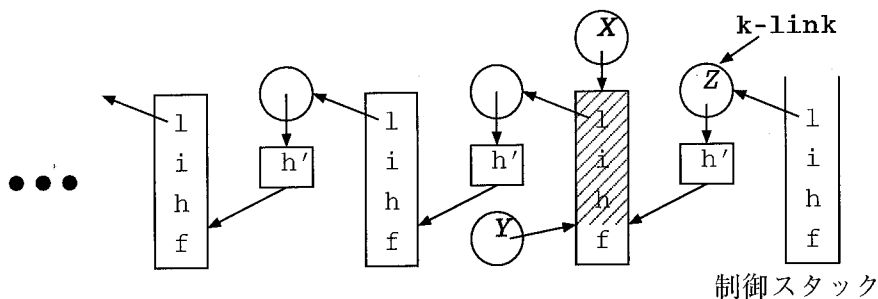 X
k-link
Z
l l l l
i h' i h' i h' i
h h h h
f f Y f f
制御スタック